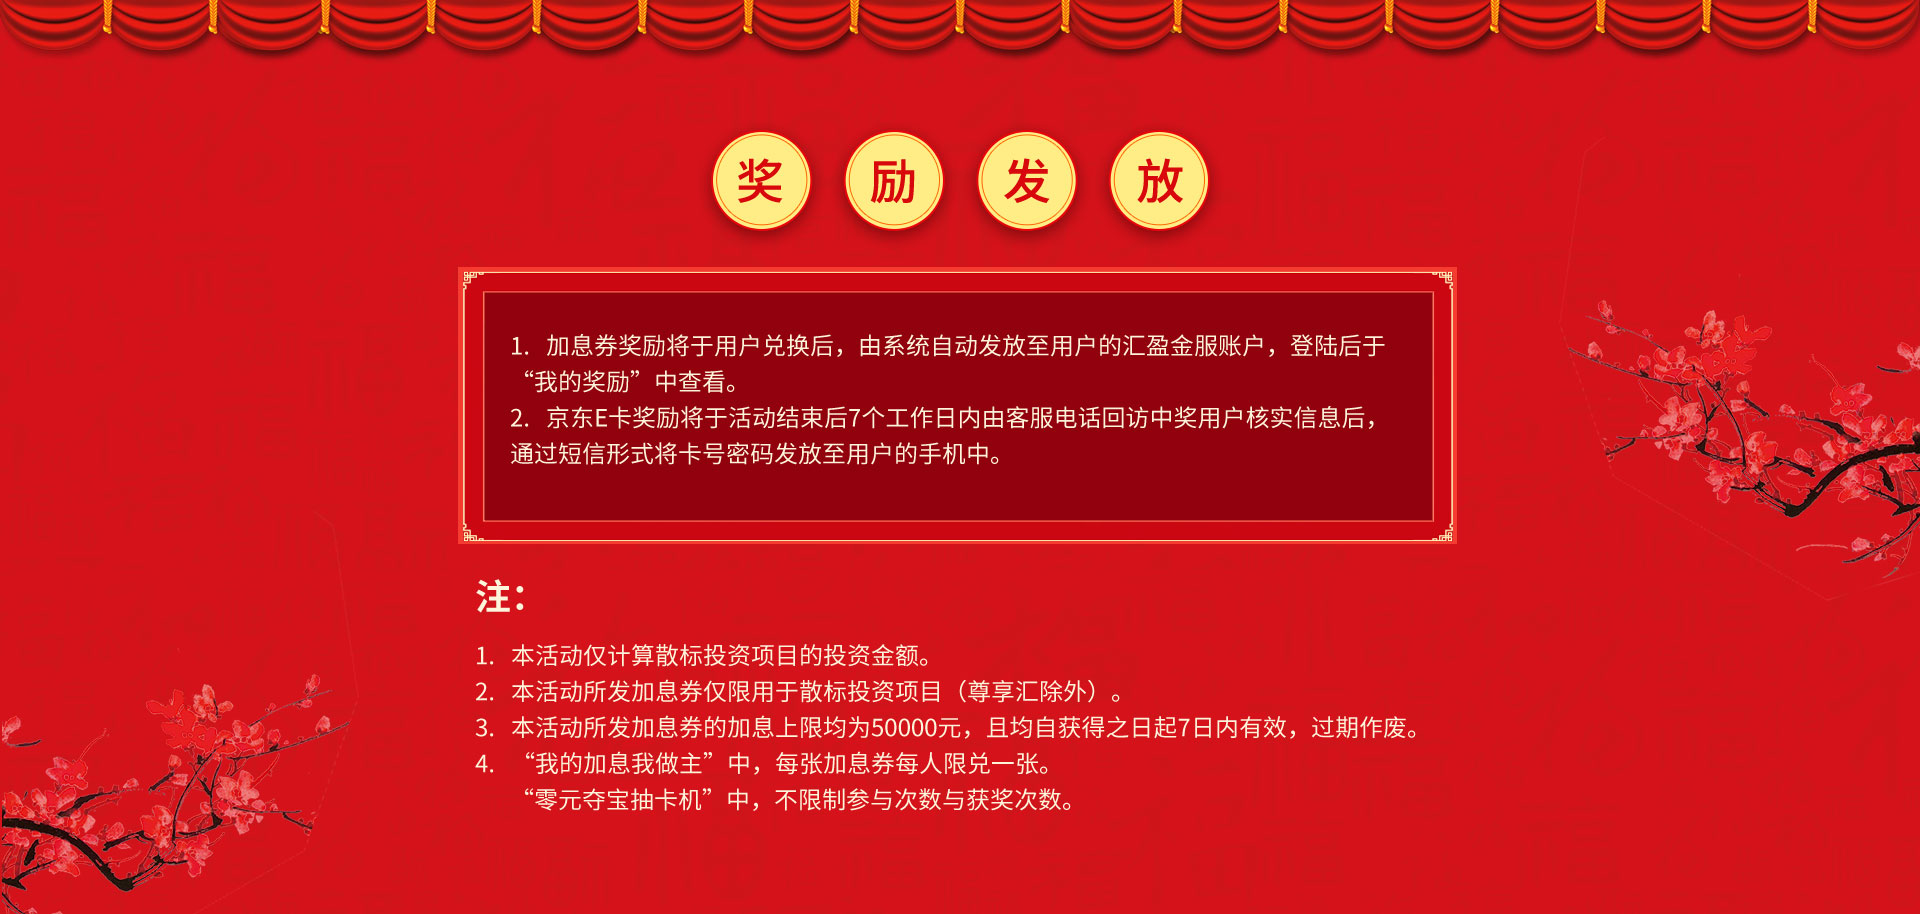 奖励发放
1. 加息券奖励将于用户兑换后，由系统自动发放至用户的汇盈金服账户，登陆后于
“我的奖励”中查看。
2. 京东E卡奖励将于活动结束后7个工作日内由客服电话回访中奖用户核实信息后，
通过短信形式将卡号密码发放至用户的手机中。
注：
1. 本活动仅计算散标投资项目的投资金额。
2. 本活动所发加息券仅限用于散标投资项目（尊享汇除外）。
3. 本活动所发加息券的加息上限均为50000元，且均自获得之日起7日内有效，过期作废。
4. “我的加息我做主”中，每张加息券每人限兑一张。
“零元夺宝抽卡机”中，不限制参与次数与获奖次数。